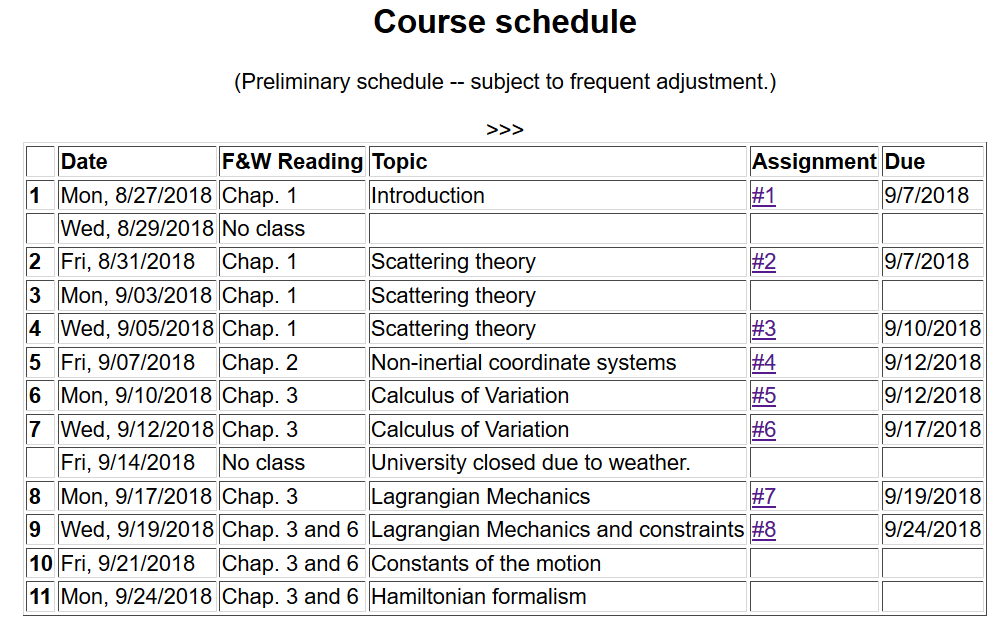 Course schedule
(Preliminary schedule -- subject to frequent adjustment.)
>>>
Date F&W Reading Topic Assignment Due
1 Mon, 8/27/2018 Chap. 1 Introduction #1 9/7/2018
Wed, 8/29/2018 No class
2 Fri, 8/31/2018 Chap. 1 Scattering theory #2 9/7/2018
3 Mon, 9/03/2018 Chap. 1 Scattering theory
4 Wed, 9/05/2018 Chap. 1 Scattering theory #3 9/10/2018
5 Fri, 9/07/2018 Chap. 2 Non-inertial coordinate systems #4 9/12/2018
6 Mon, 9/10/2018 Chap. 3 Calculus of Variation #5 9/12/2018
7 Wed, 9/12/2018 Chap. 3 Calculus of Variation #6 9/17/2018
Fri, 9/14/2018 No class University closed due to weather.
8 Mon, 9/17/2018 Chap. 3 Lagrangian Mechanics #7 9/19/2018
9 Wed, 9/19/2018 Chap. 3 and 6 Lagrangian Mechanics and constraints #8 9/24/2018
10 Fri, 9/21/2018 Chap. 3 and 6 Constants of the motion
11 Mon, 9/24/2018 Chap. 3 and 6 Hamiltonian formalism